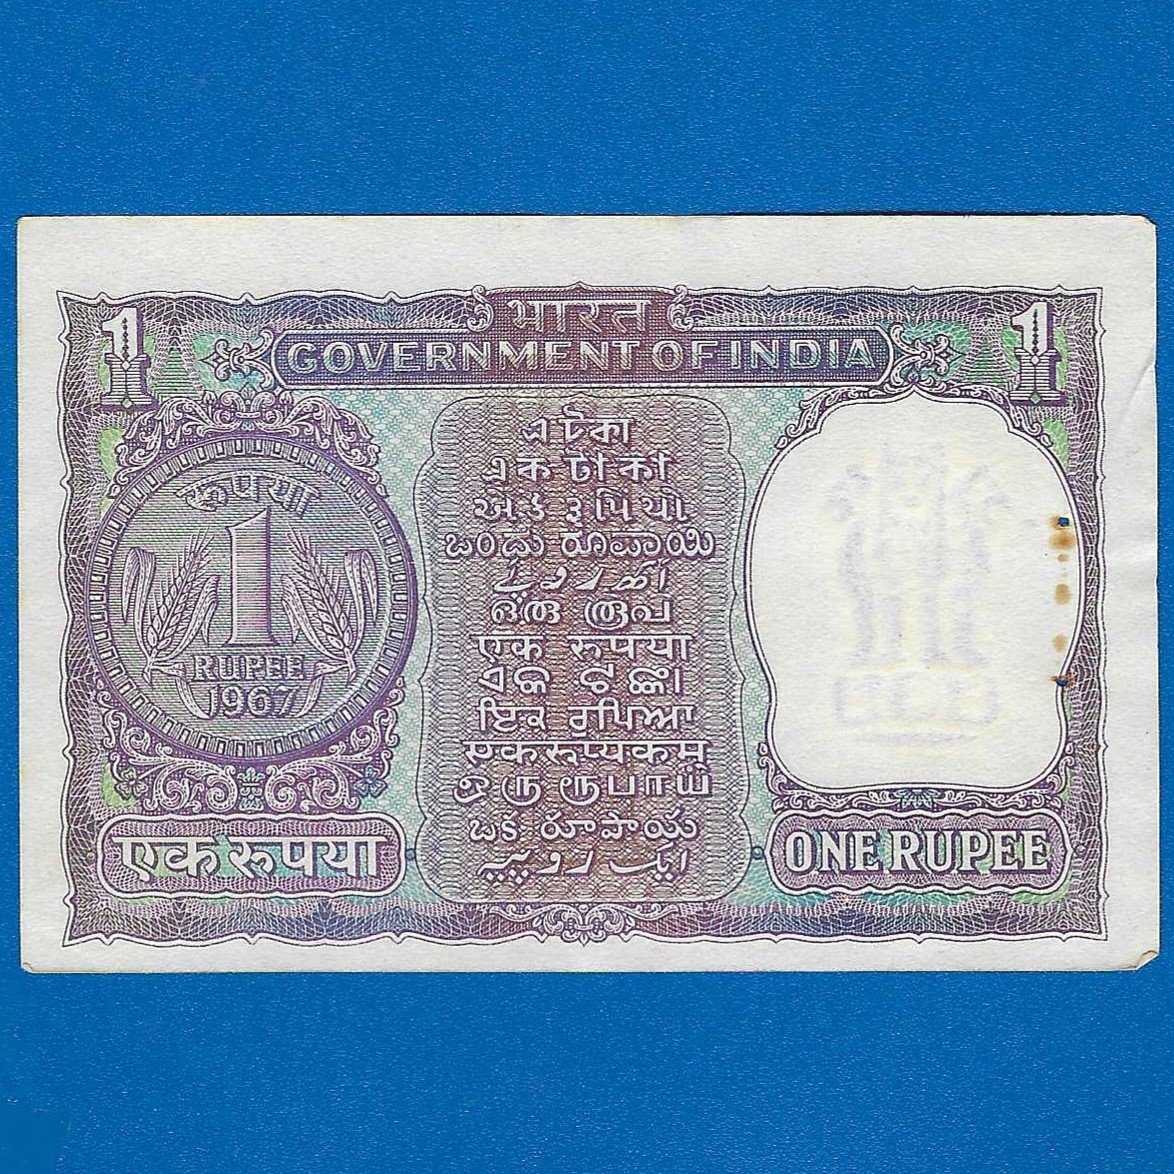 1 भारत 1
GOVERNMENT OF INDIA
रुपया
1
RUPEE
1967
এ টকা
এক টাকা
એક રૂપિયો
ಒಂದು ರೂಪಾಯಿ
ഒരു രൂപ
एक रुपया
ଏକ ଟଙ୍କା
ਇਕ ਰੁਪਿਆ
एकरूप्यकम्
ஒரு ரூபாய்
ఒక రూపాయి
ایک روپیہ
एक रुपया
ONE RUPEE